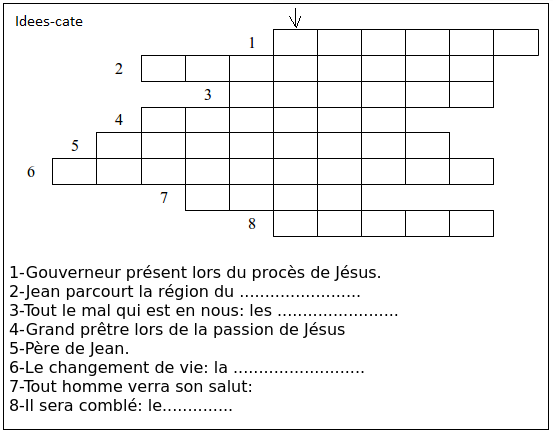 Idees-cate
1
2
3
4
5
6
7
8
1-Gouverneur présent lors du procès de Jésus.
2-Jean parcourt la région du ........................
3-Tout le mal qui est en nous: les ........................
4-Grand prêtre lors de la passion de Jésus
5-Père de Jean.
6-Le changement de vie: la ..........................
7-Tout homme verra son salut:
8-Il sera comblé: le..............